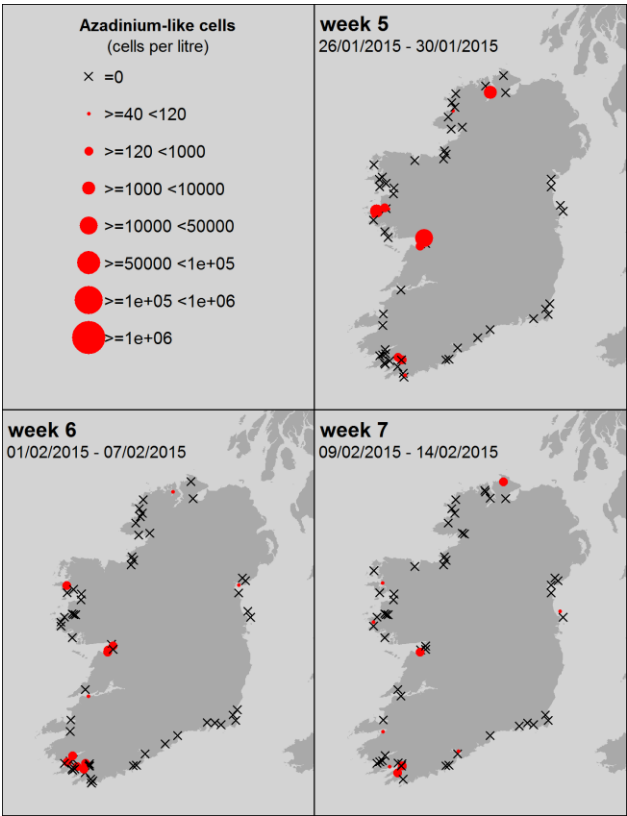 Azadinium-like cells
(cells per litre)
=0
>=40 <120
>=120 <1000
>=1000 <10000
>=10000 <50000
>=50000 <1e+05
>=1e+05 <1e+06
>=1e+06
week 5
26/01/2015 - 30/01/2015
week 6
01/02/2015 - 07/02/2015
week 7
09/02/2015 - 14/02/2015